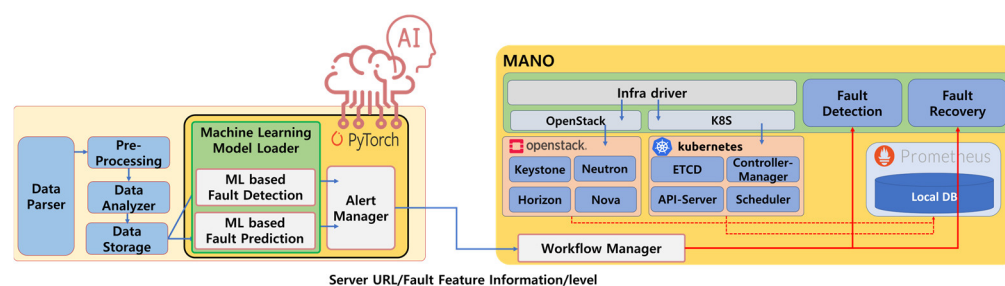 AI
PyTorch
Data
Parser
Pre-
Processing
Data
Analyzer
Data
Storage
Machine Learning
Model Loader
ML based
Fault Detection
ML based
Fault Prediction
Alert
Manager
Server URL/Fault Feature Information/level
MANO
Infra driver
OpenStack
K8S
Fault
Detection
Fault
Recovery
openstack.
Keystone
Neutron
Horizon
Nova
kubernetes
ETCD
Controller-
Manager
API-Server
Scheduler
Prometheus
Local DB
Workflow Manager